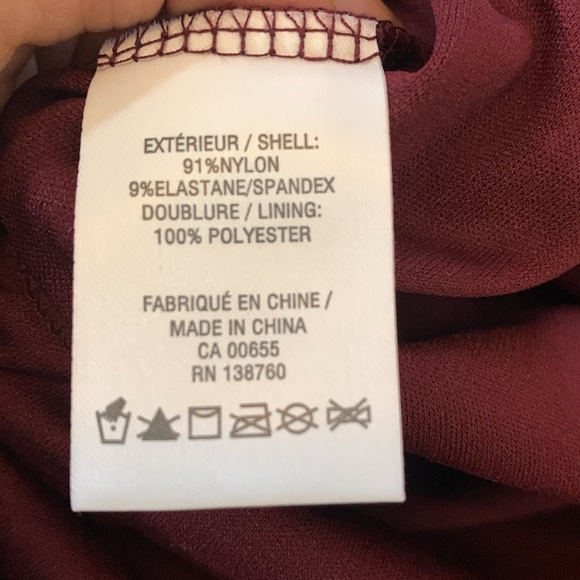 EXTÉRIEUR / SHELL:
91%NYLON
9%ELASTANE/SPANDEX
DOUBLURE / LINING:
100% POLYESTER
FABRIQUÉ EN CHINE /
MADE IN CHINA
CA 00655
RN 138760